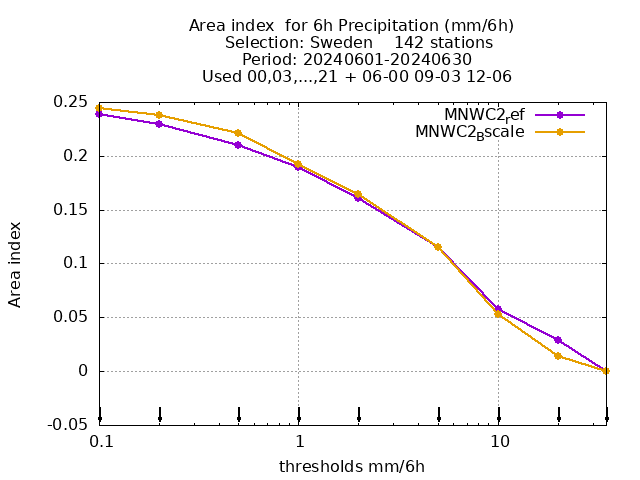 Area index  for 6h Precipitation (mm/6h)
Selection: Sweden    142 stations
Period: 20240601-20240630
Used 00,03,...,21 + 06-00 09-03 12-06
MNWC2ref
MNWC2Bscale
0.25
0.2
0.15
0.1
0.05
0
-0.05
Area index
0.1
1
10
thresholds mm/6h